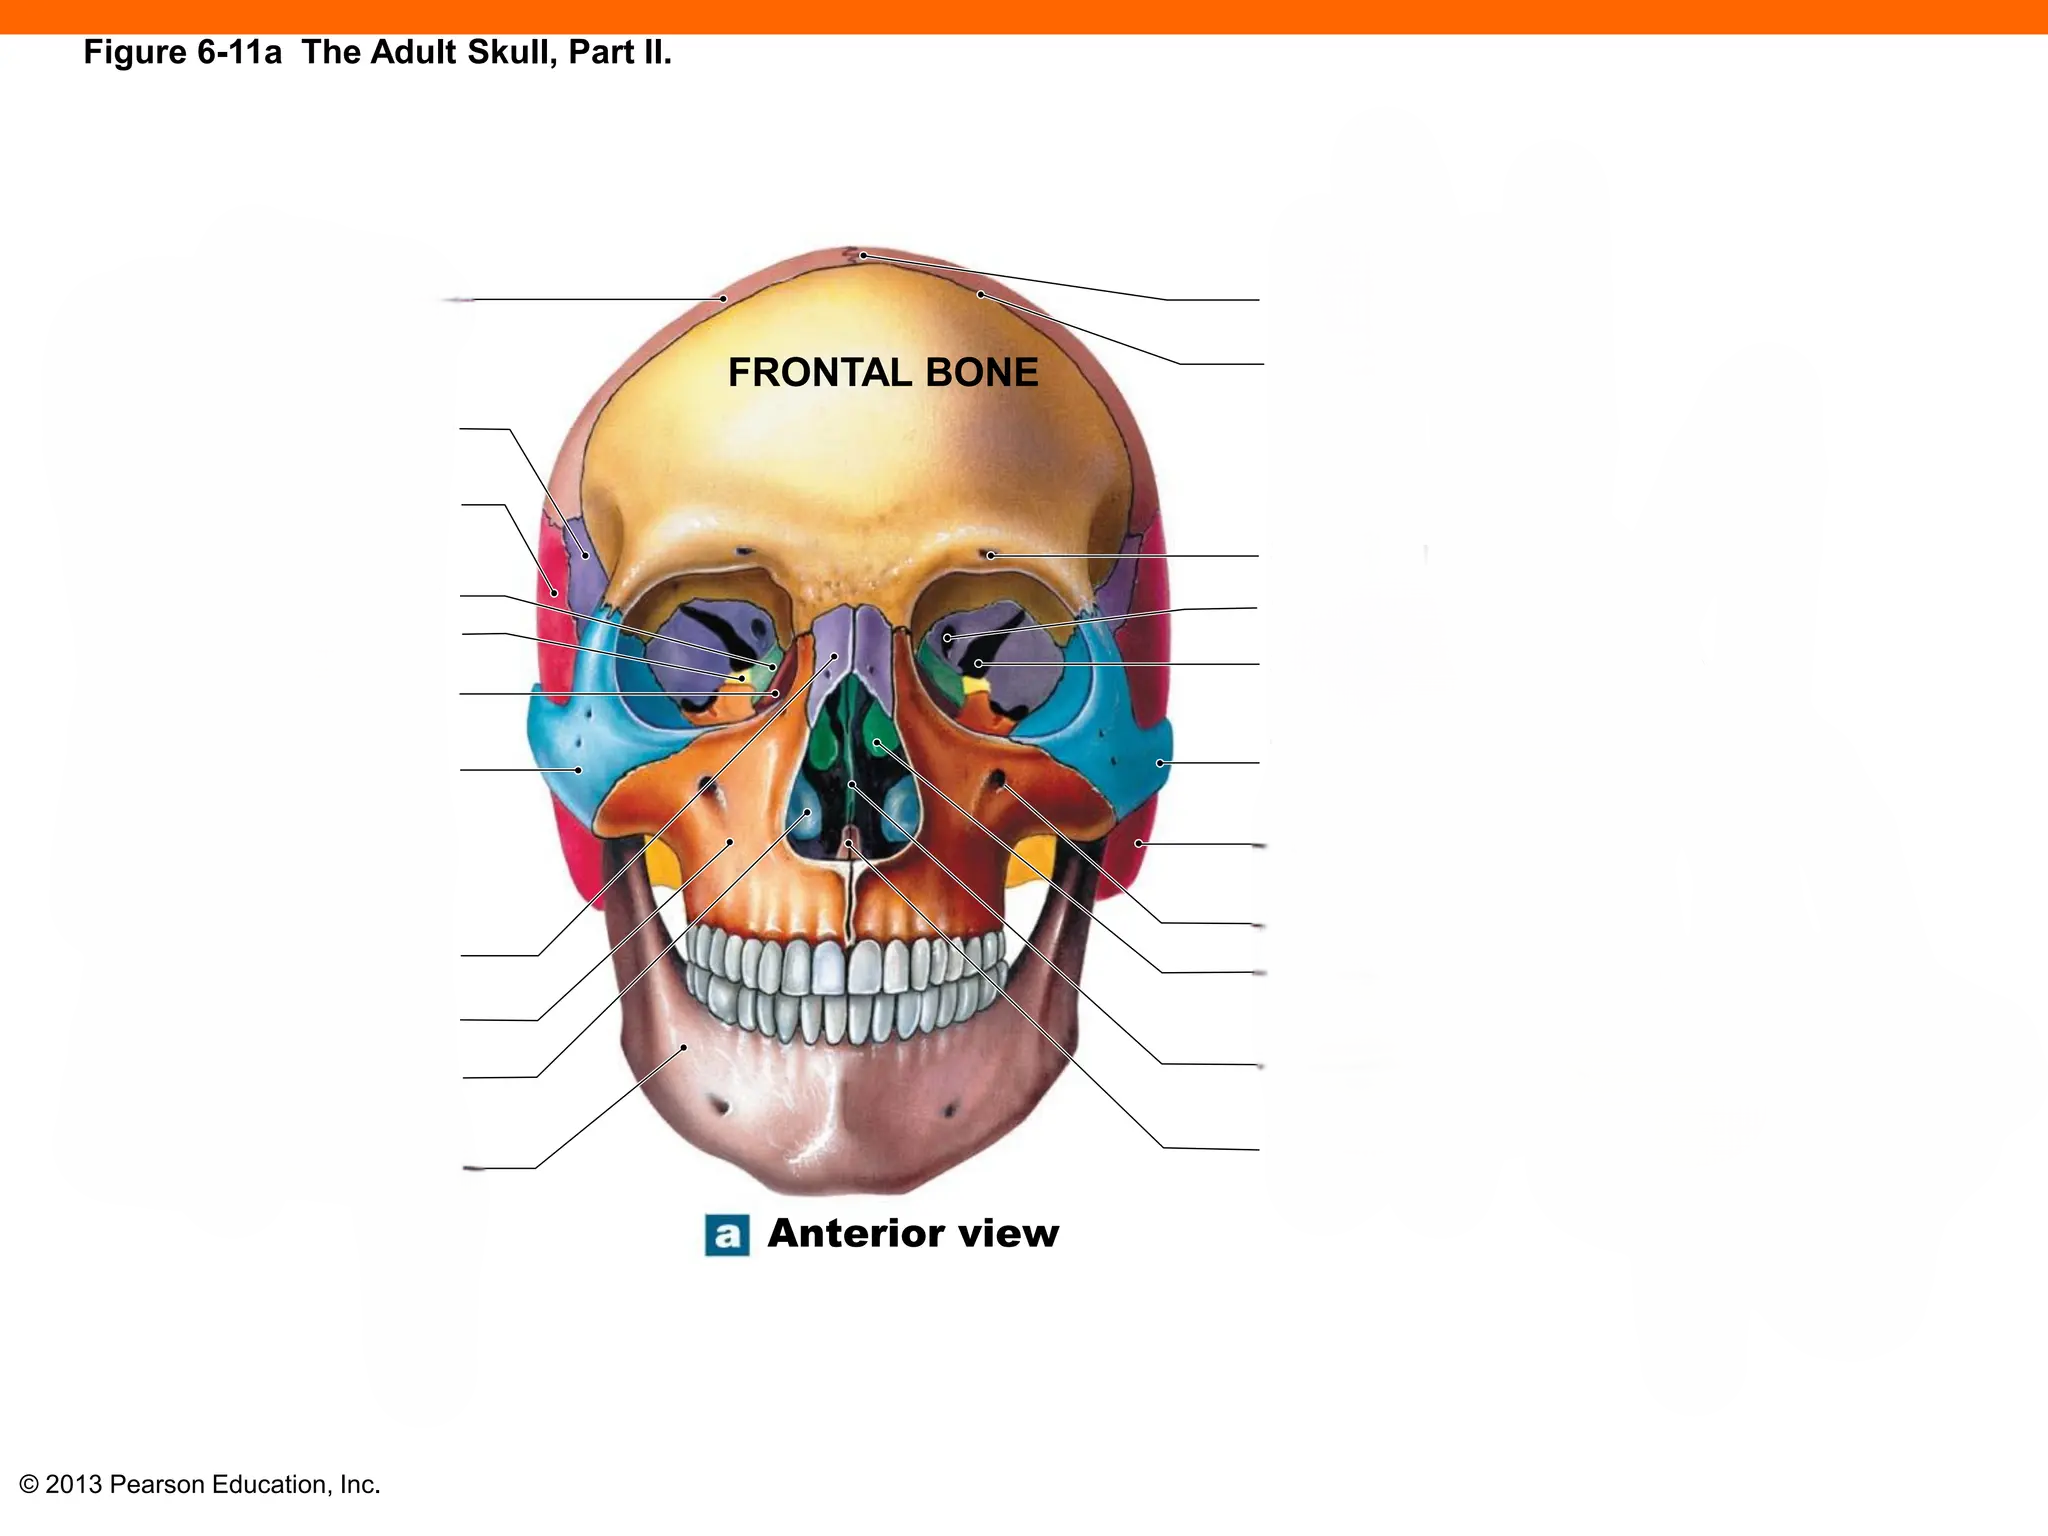 Figure 6-11a  The Adult Skull, Part II.
FRONTAL BONE
a Anterior view
© 2013 Pearson Education, Inc.